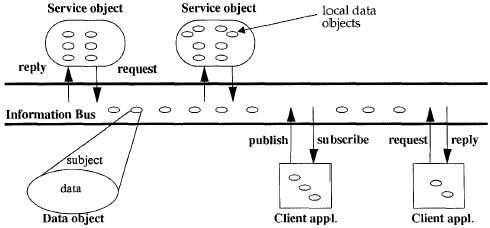 Service object
Service object
local data
objects
reply
request
Information Bus
publish
subscribe
request
reply
subject
data
Data object
Client appl.
Client appl.